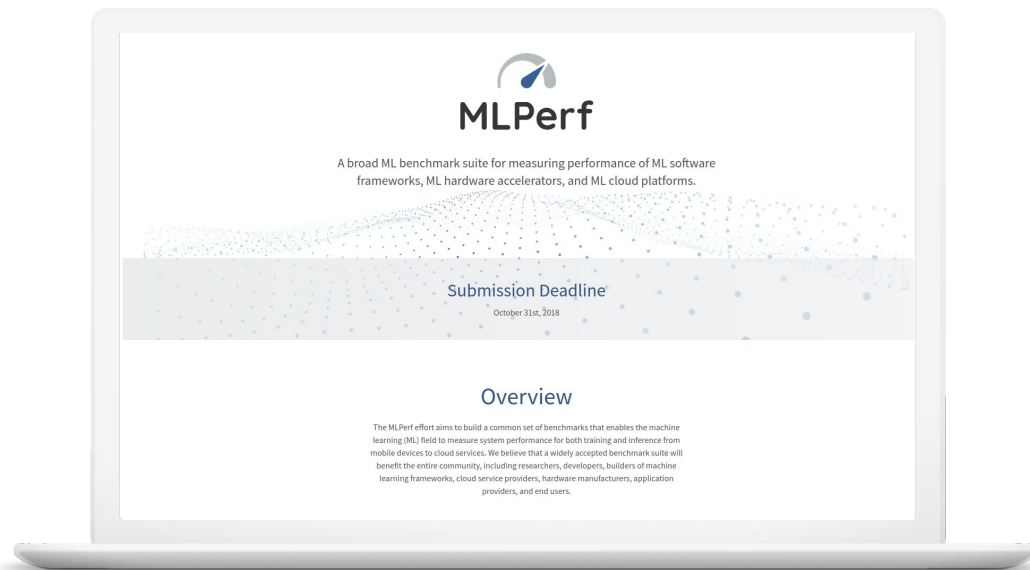 MLPerf
A broad ML benchmark suite for measuring performance of ML software
frameworks, ML hardware accelerators, and ML cloud platforms.
Submission Deadline
October 31st, 2018
Overview
The MLPerf effort aims to build a common set of benchmarks that enables the machine
learning (ML) field to measure system performance for both training and inference from
mobile devices to cloud services. We believe that a widely accepted benchmark suite will
benefit the entire community, including researchers, developers, builders of machine
learning frameworks, cloud service providers, hardware manufacturers, application
providers, and end users.